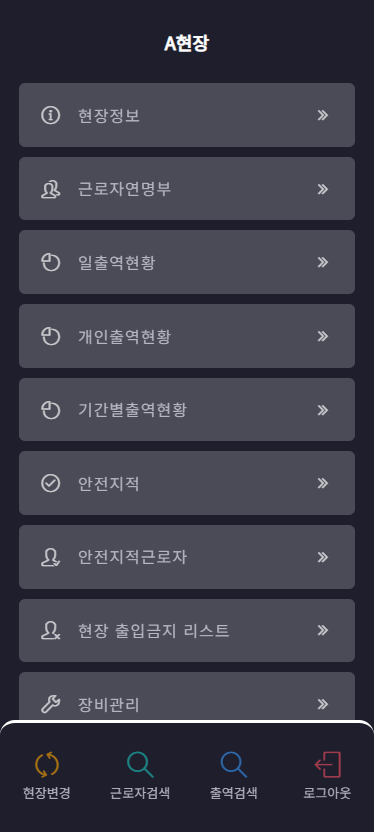 A현장
현장정보
근로자연명부
일출역현황
개인출역현황
기간별출역현황
안전지적
안전지적근로자
현장 출입금지 리스트
장비관리
현장변경
근로자검색
출역검색
로그아웃